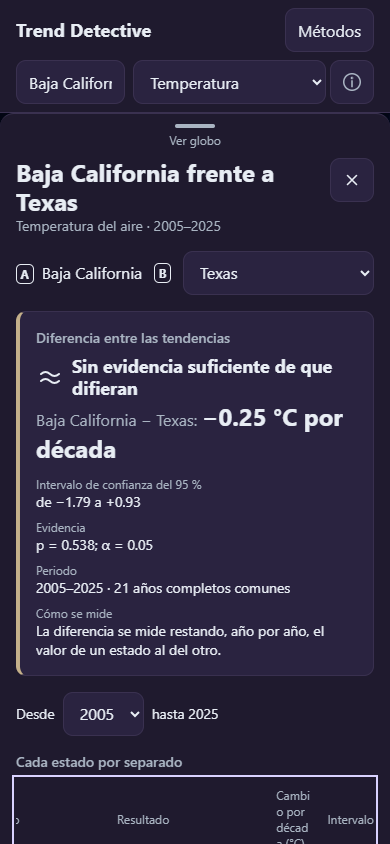 Trend Detective
Métodos
Temperatura
Ver globo
Baja California frente a
Texas
Temperatura del aire · 2005–2025
A Baja California B Texas
Diferencia entre las tendencias
≈ Sin evidencia suficiente de que
difieran
Baja California − Texas: −0.25 °C por
década
Intervalo de confianza del 95 %
de −1.79 a +0.93
Evidencia
p = 0.538; α = 0.05
Periodo
2005–2025 · 21 años completos comunes
Cómo se mide
La diferencia se mide restando, año por año, el
valor de un estado al del otro.
Desde 2005 hasta 2025
Cada estado por separado
Cambi
o por
Resultado
Intervalo
décad
a (°C)